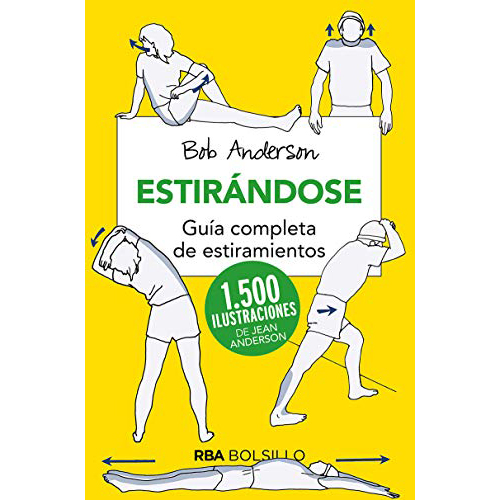 Bob Anderson
ESTIRÁNDOSE
Guía completa
de estiramientos
1.500
ILUSTRACIONES
DE JEAN
ANDERSON
RBA BOLSILLO